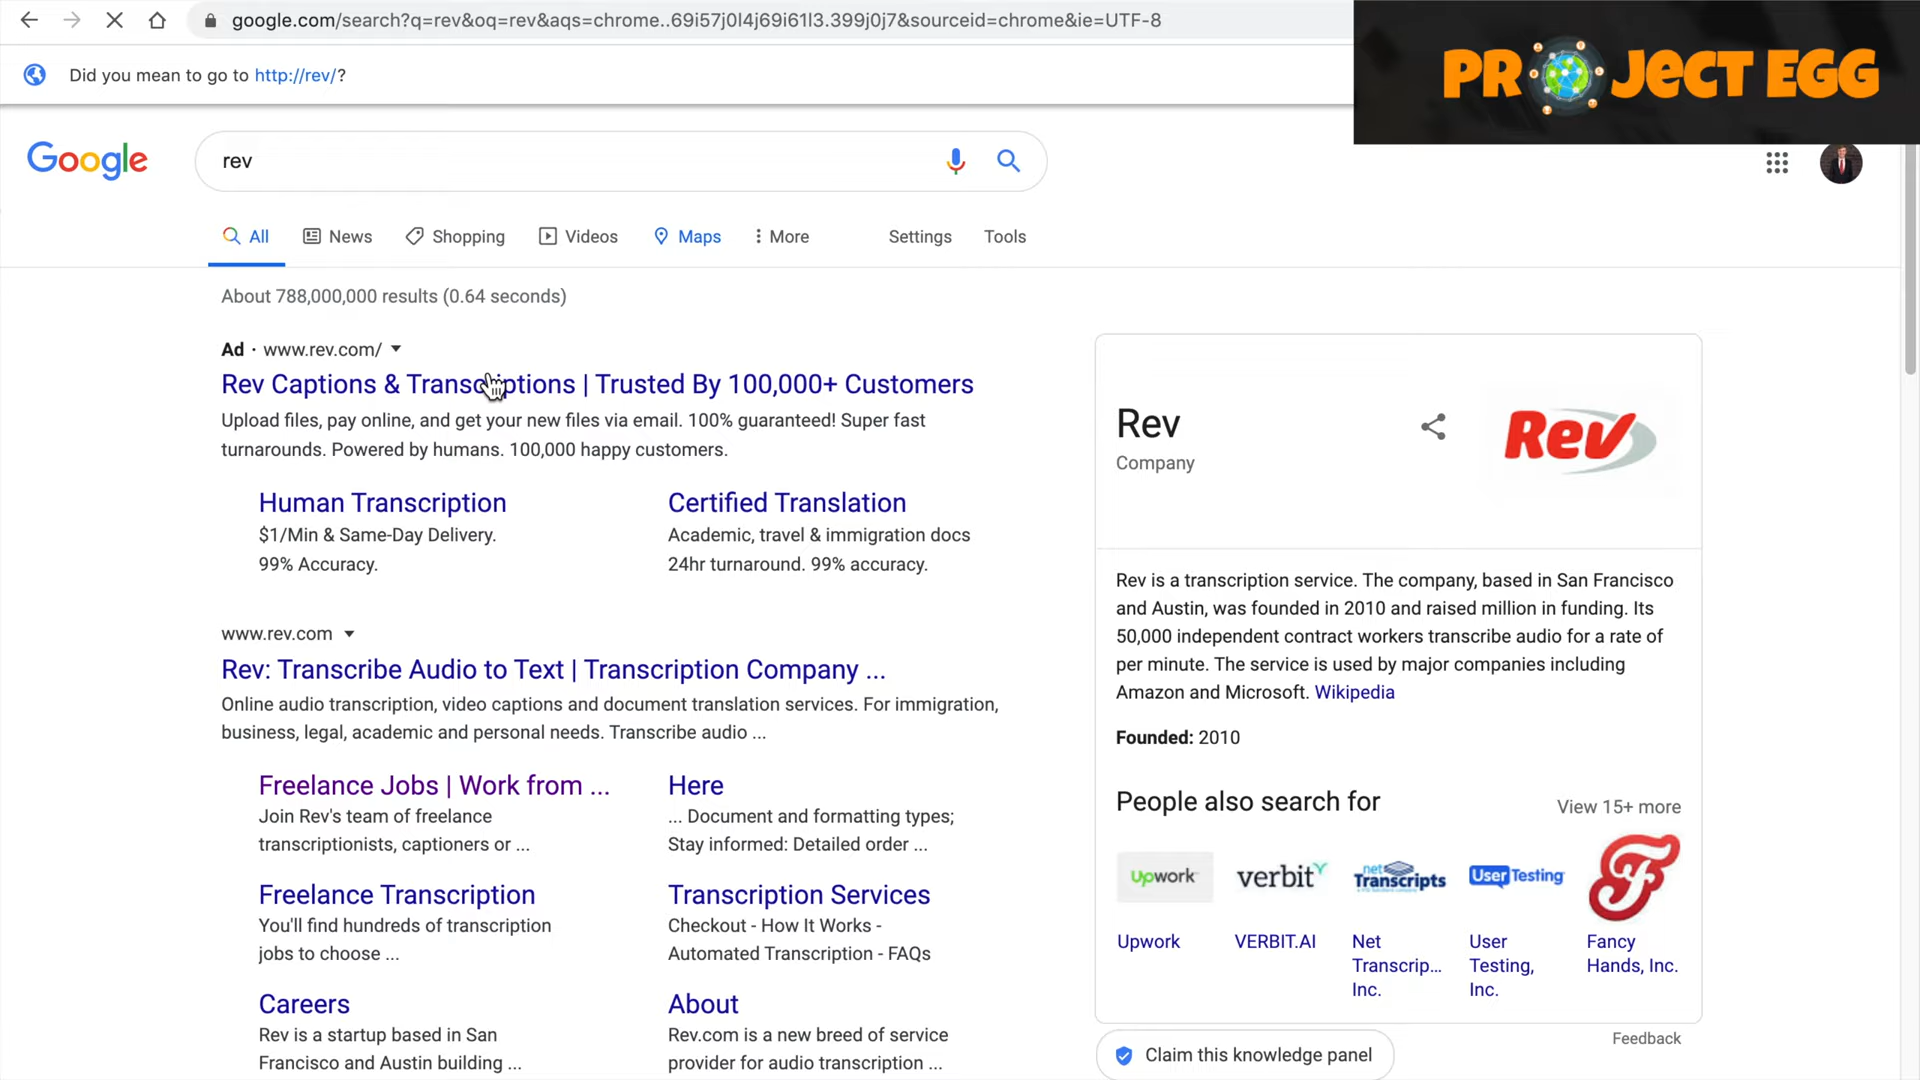 google.com/search?q=rev&oq=rev&aqs=chrome..69i57j0l4j69i61l3.399j0j7&sourceid=chrome&ie=UTF-8
PROJECT EGG
Did you mean to go to http://rev/?
Google
rev
All
News
Shopping
Videos
Maps
More
Settings
Tools
About 788,000,000 results (0.64 seconds)
Ad · www.rev.com/
Rev Captions & Transcriptions | Trusted By 100,000+ Customers
Upload files, pay online, and get your new files via email. 100% guaranteed! Super fast
turnarounds. Powered by humans. 100,000 happy customers.
Human Transcription
$1/Min & Same-Day Delivery.
99% Accuracy.
Certified Translation
Academic, travel & immigration docs
24hr turnaround. 99% accuracy.
www.rev.com
Rev: Transcribe Audio to Text | Transcription Company ...
Online audio transcription, video captions and document translation services. For immigration,
business, legal, academic and personal needs. Transcribe audio ...
Freelance Jobs | Work from ...
Join Rev's team of freelance
transcriptionists, captioners or ...
Here
... Document and formatting types;
Stay informed: Detailed order ...
Freelance Transcription
You'll find hundreds of transcription
jobs to choose ...
Transcription Services
Checkout - How It Works -
Automated Transcription - FAQs
Careers
Rev is a startup based in San
Francisco and Austin building ...
About
Rev.com is a new breed of service
provider for audio transcription ...
Rev
Company
Rev
Rev is a transcription service. The company, based in San Francisco
and Austin, was founded in 2010 and raised million in funding. Its
50,000 independent contract workers transcribe audio for a rate of
per minute. The service is used by major companies including
Amazon and Microsoft. Wikipedia
Founded: 2010
People also search for
View 15+ more
Upwork
verbit
net Transcripts
User Testing
F
Upwork
VERBIT.AI
Net
Transcrip...
Inc.
User
Testing,
Inc.
Fancy
Hands, Inc.
Feedback
Claim this knowledge panel